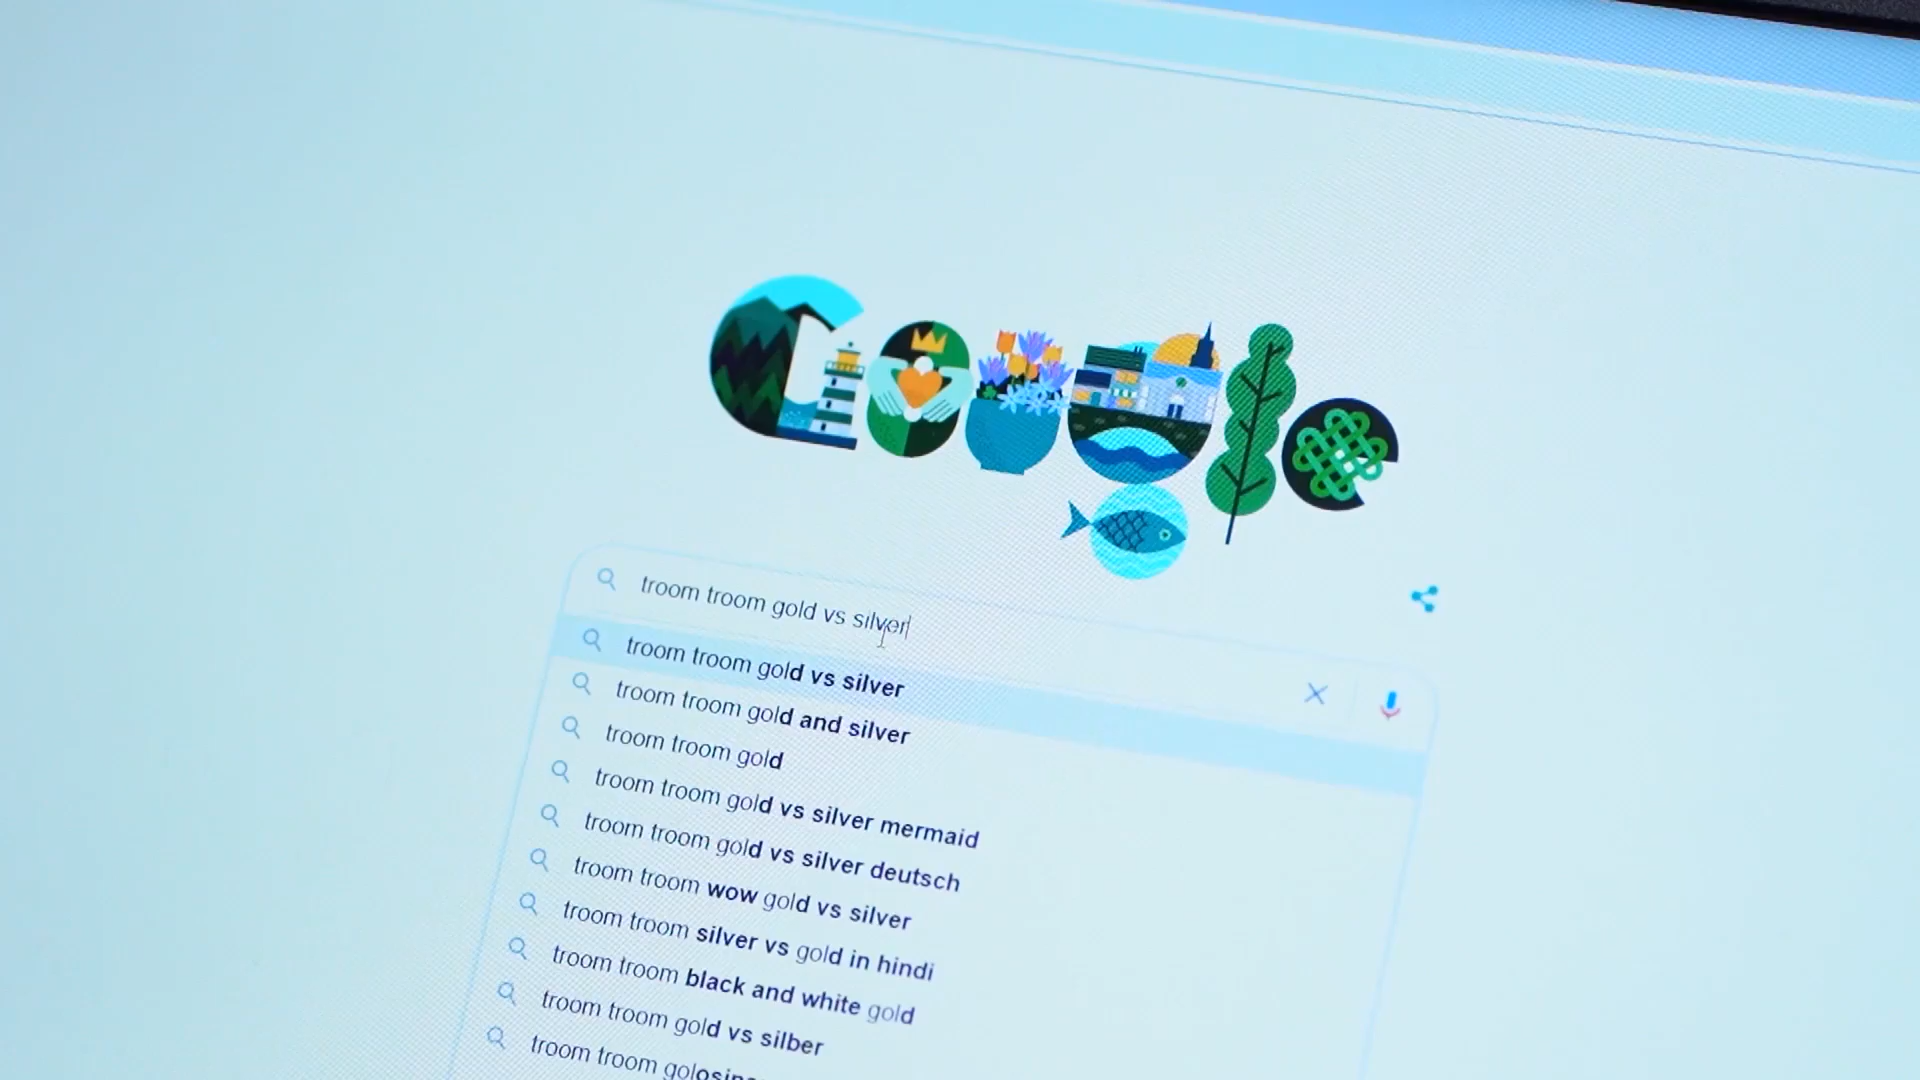 Google
troom troom gold vs silver
troom troom gold vs silver
troom troom gold and silver
troom troom gold
troom troom gold vs silver mermaid
troom troom gold vs silver deutsch
troom troom wow gold vs silver
troom troom silver vs gold in hindi
troom troom black and white gold
troom troom gold vs silber
troom troom